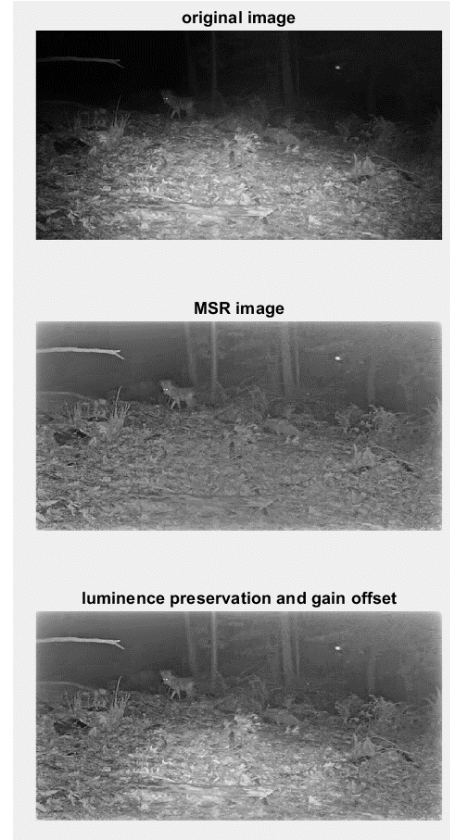 original image
MSR image
luminence preservation and gain offset